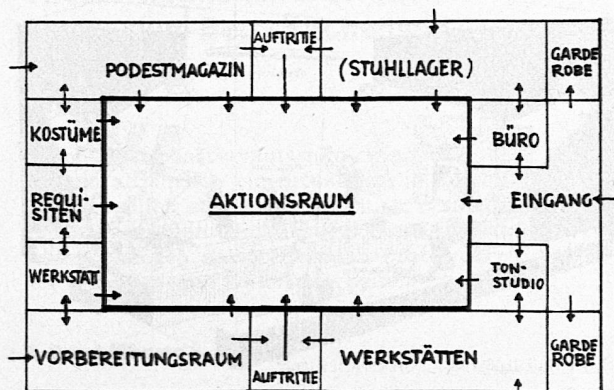 AUFTRITTE
PODESTMAGAZIN
(STUHLLAGER)
GARDE
ROBE
KOSTÜME
BÜRO
REQUI-
SITEN
AKTIONSRAUM
EINGANG
WERKSTATT
TON-
STUDIO
VORBEREITUNGSRAUM
AUFTRITTE
WERKSTÄTTEN
GARDE
ROBE